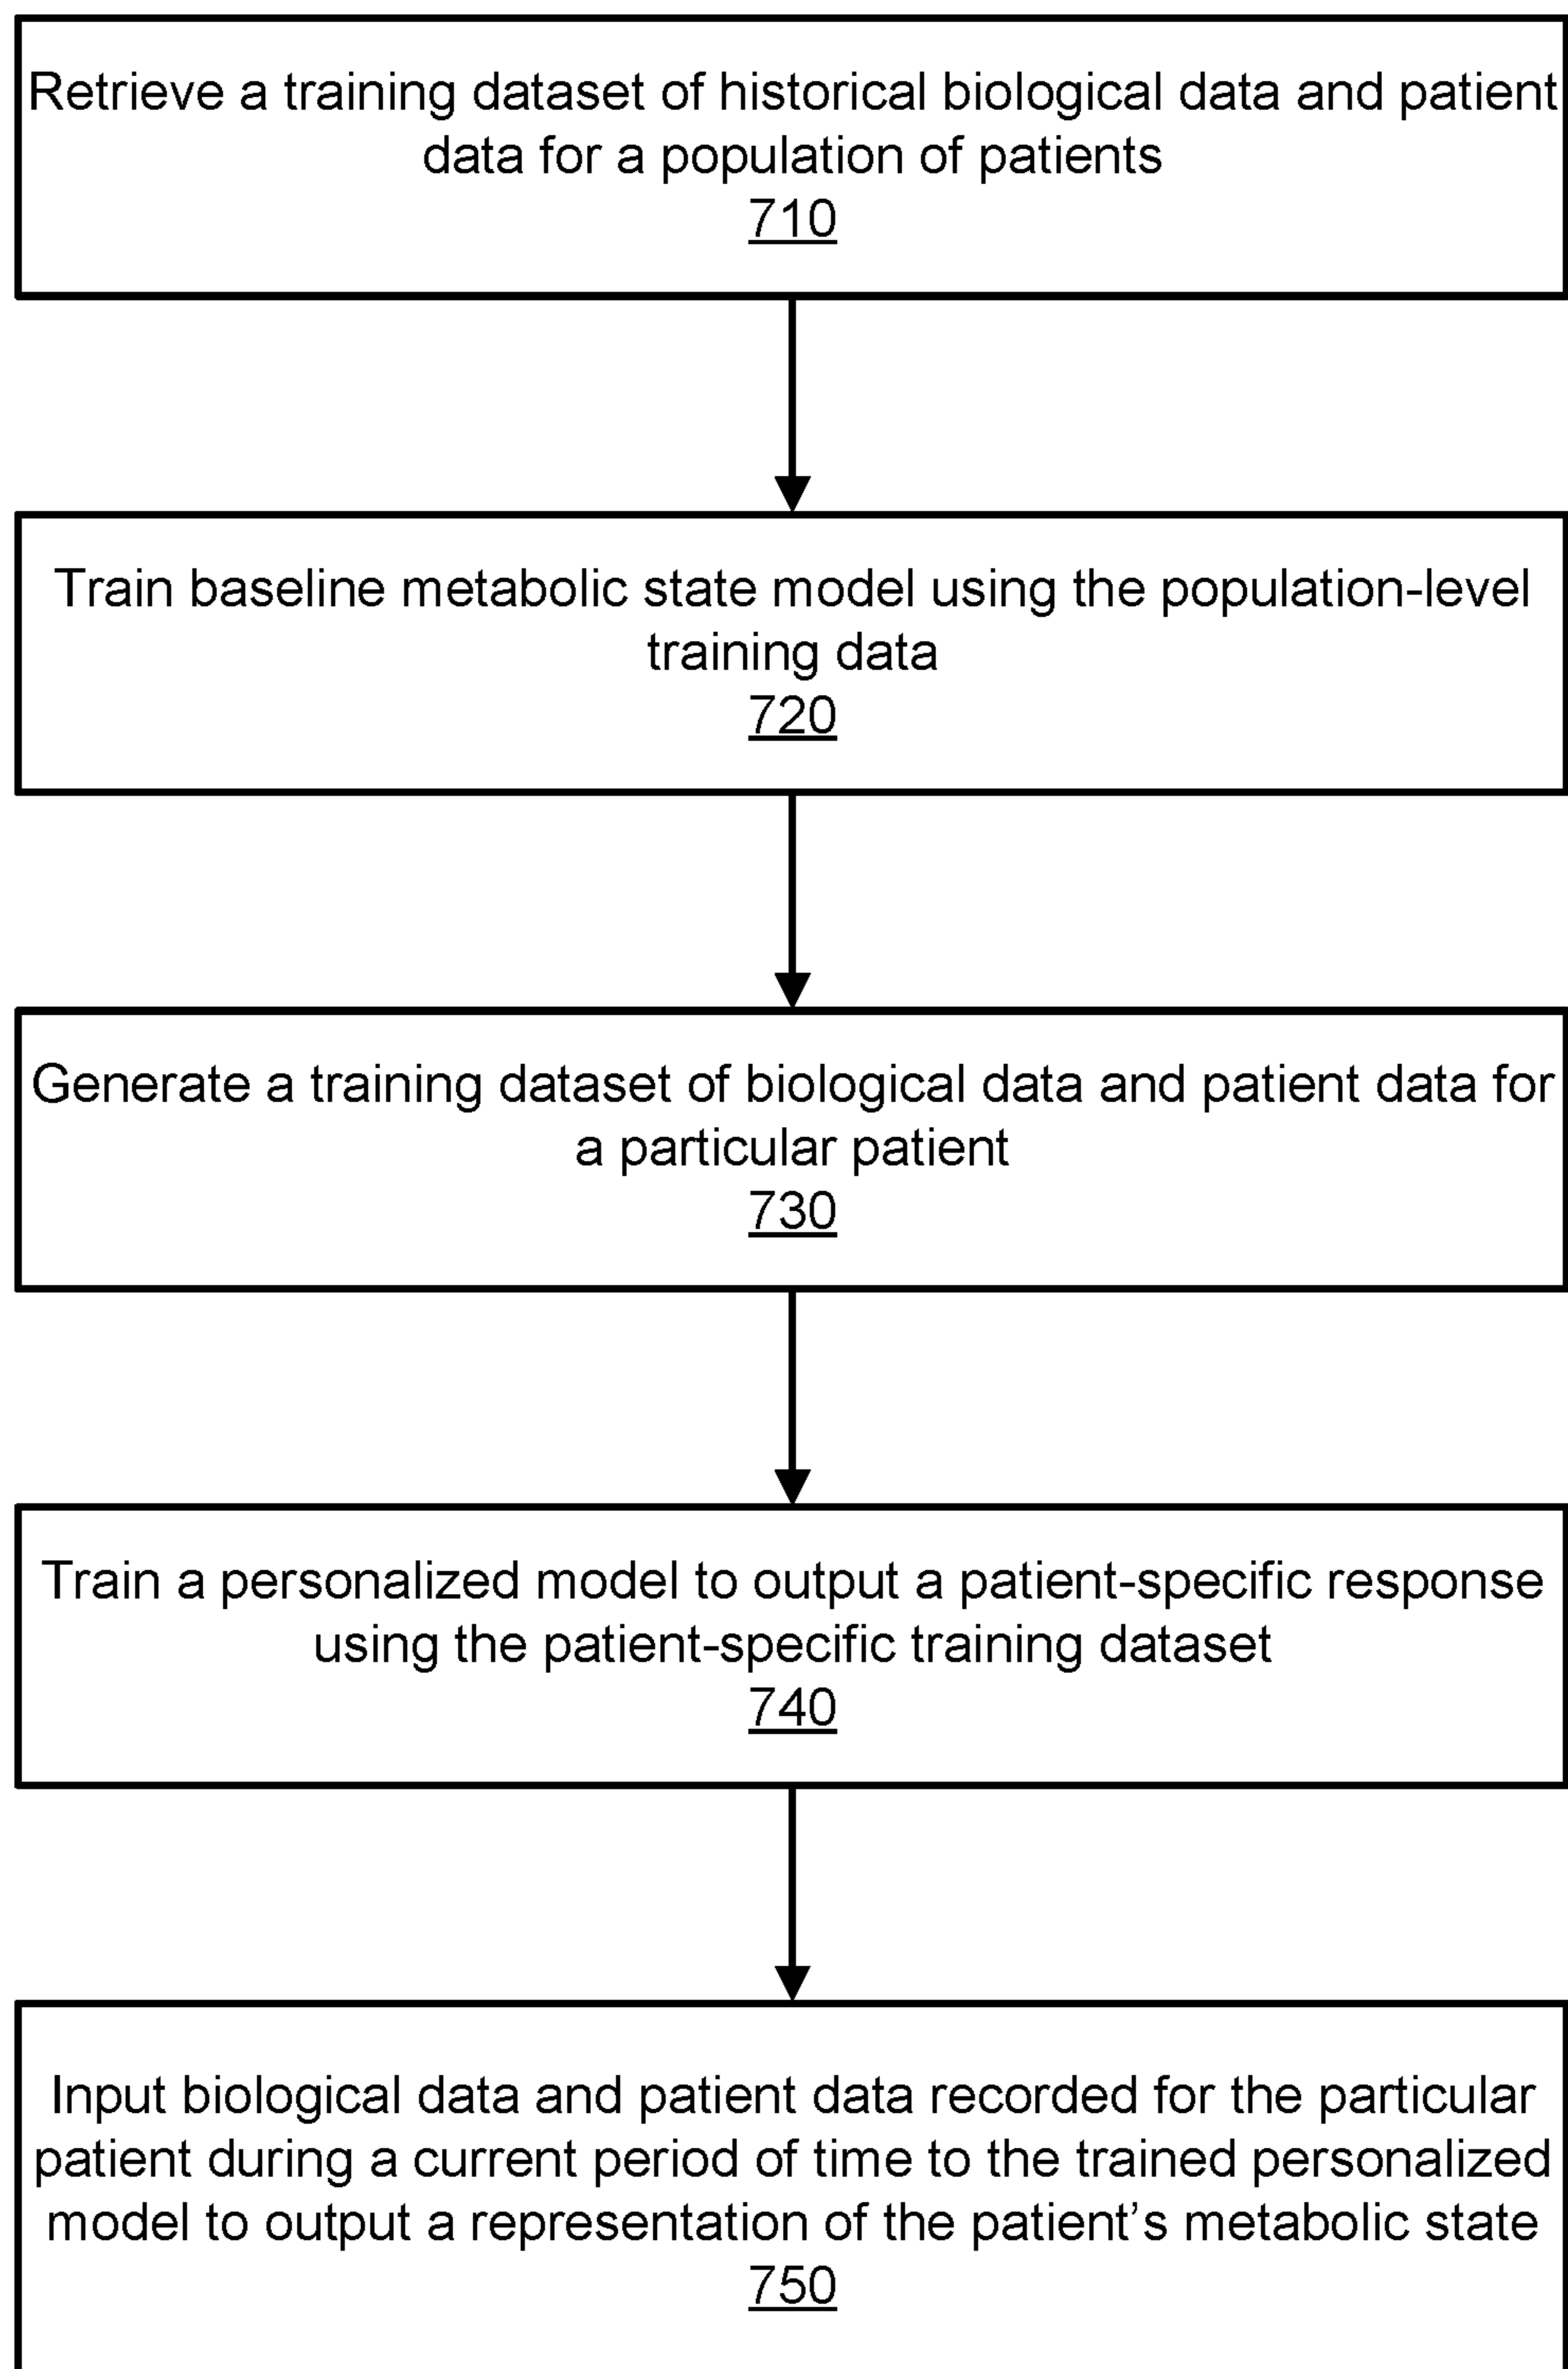 Retrieve a training dataset of historical biological data and patient
data for a population of patients
710
Train baseline metabolic state model using the population-level
training data
720
Generate a training dataset of biological data and patient data for
a particular patient
730
Train a personalized model to output a patient-specific response
using the patient-specific training dataset
740
Input biological data and patient data recorded for the particular
patient during a current period of time to the trained personalized
model to output a representation of the patient’s metabolic state
750